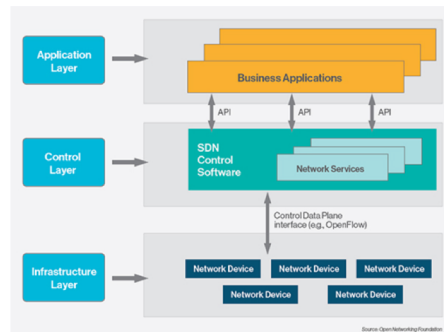 Application
Layer
Business Applications
API
API
API
Control
Layer
SDN
Control
Software
Network Services
Control Data Plane
interface (e.g., OpenFlow)
Infrastructure
Layer
Network Device
Network Device
Network Device
Network Device
Network Device
Source: Open Networking Foundation